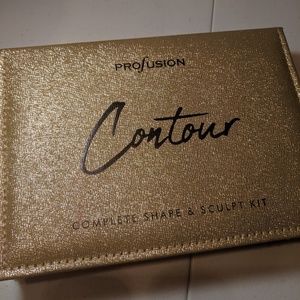 PROFUSION
Contour
COMPLETE SHAPE & SCULPT KIT